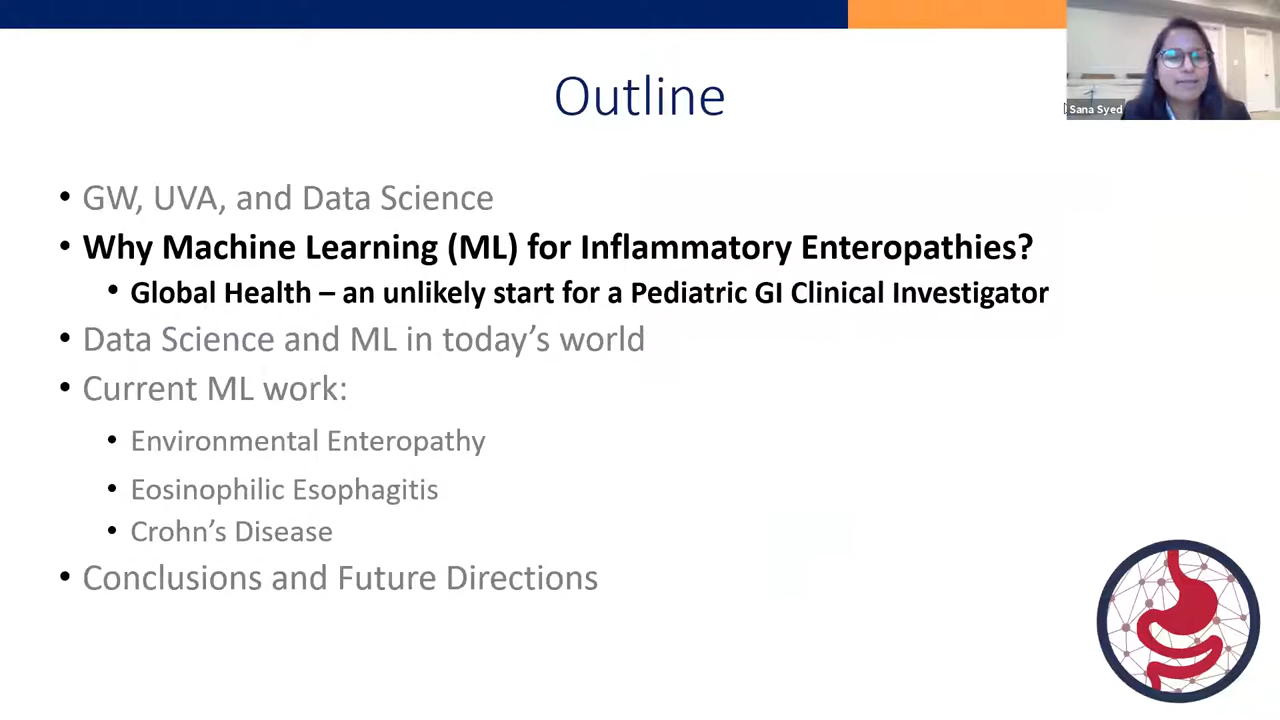 Outline
Sana Syed
• GW, UVA, and Data Science
• Why Machine Learning (ML) for Inflammatory Enteropathies?
• Global Health – an unlikely start for a Pediatric GI Clinical Investigator
• Data Science and ML in today’s world
• Current ML work:
• Environmental Enteropathy
• Eosinophilic Esophagitis
• Crohn’s Disease
• Conclusions and Future Directions